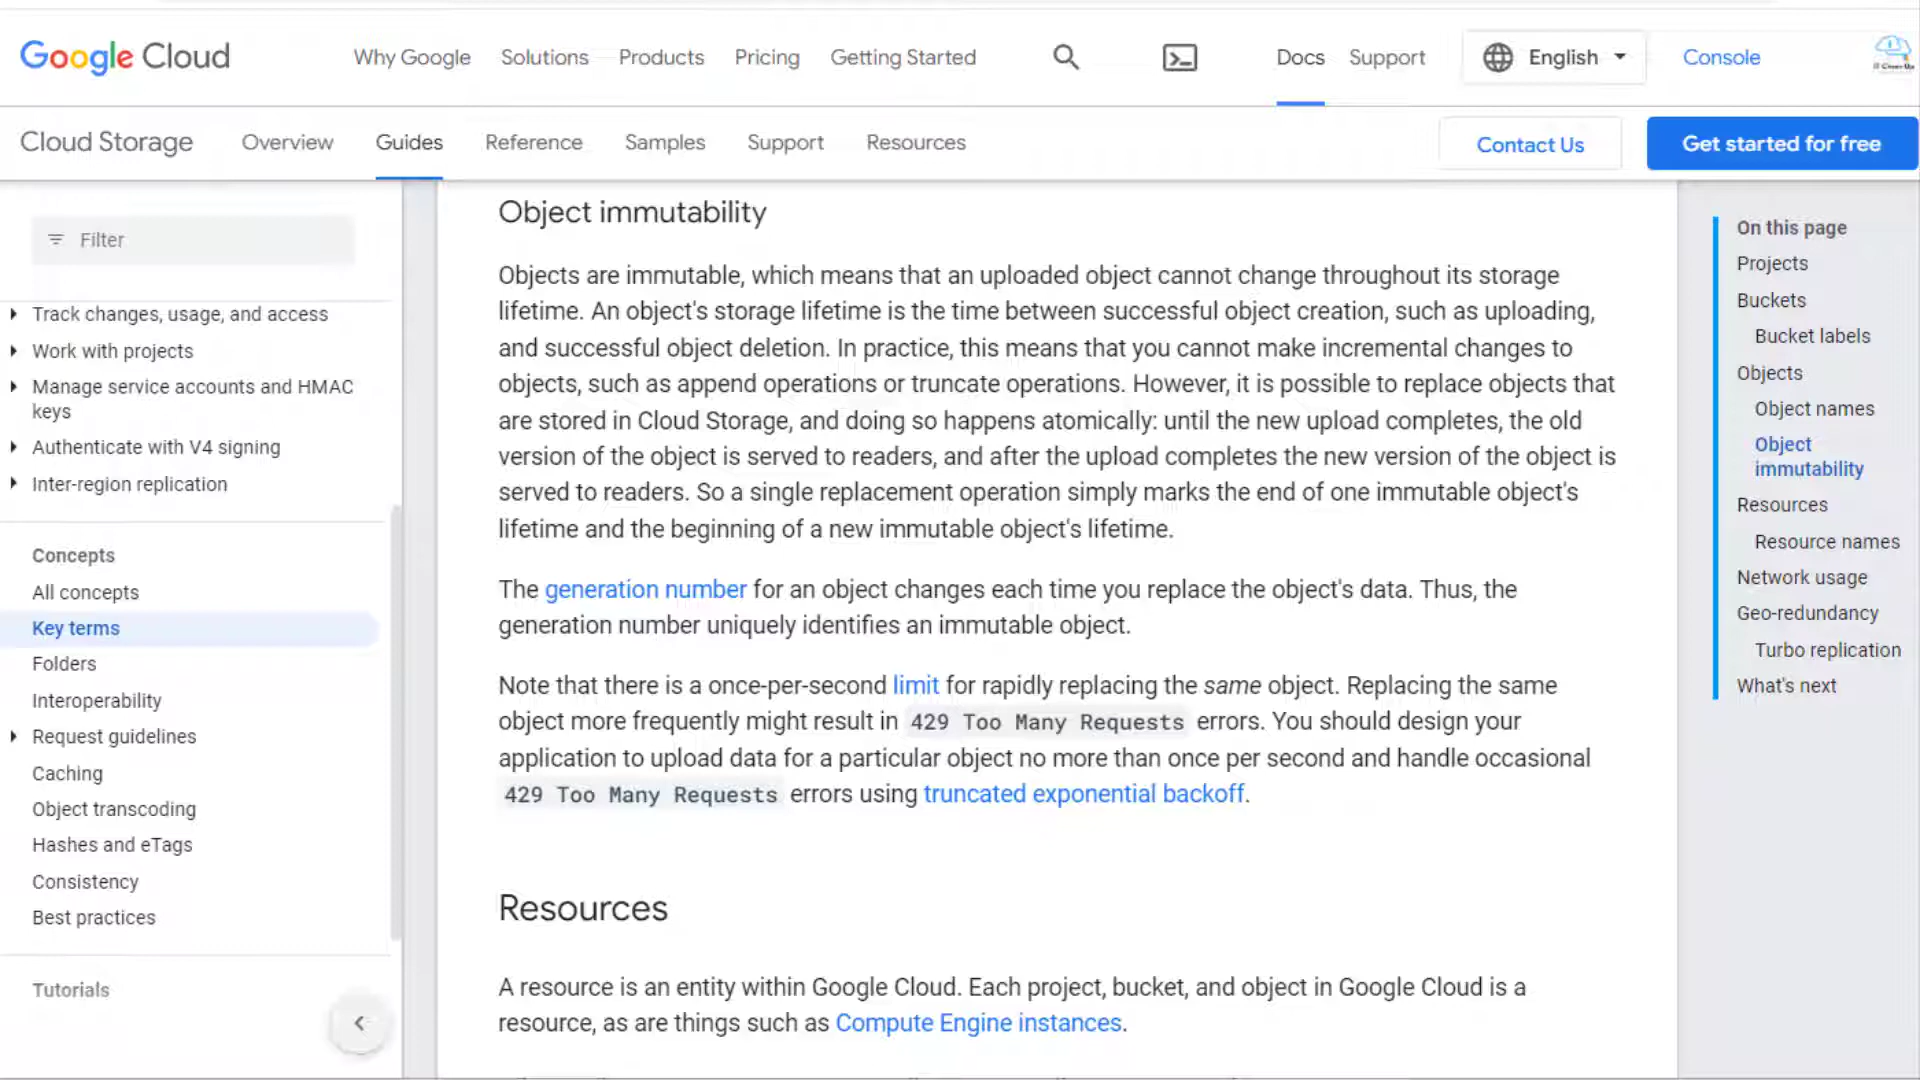 Google Cloud
Why Google Solutions Products Pricing Getting Started
Docs Support English Console
Cloud Storage Overview Guides Reference Samples Support Resources
Contact Us Get started for free
Filter
Track changes, usage, and access
Work with projects
Manage service accounts and HMAC
keys
Authenticate with V4 signing
Inter-region replication
Concepts
All concepts
Key terms
Folders
Interoperability
Request guidelines
Caching
Object transcoding
Hashes and eTags
Consistency
Best practices
Tutorials
Object immutability
Objects are immutable, which means that an uploaded object cannot change throughout its storage
lifetime. An object's storage lifetime is the time between successful object creation, such as uploading,
and successful object deletion. In practice, this means that you cannot make incremental changes to
objects, such as append operations or truncate operations. However, it is possible to replace objects that
are stored in Cloud Storage, and doing so happens atomically: until the new upload completes, the old
version of the object is served to readers, and after the upload completes the new version of the object is
served to readers. So a single replacement operation simply marks the end of one immutable object's
lifetime and the beginning of a new immutable object's lifetime.
The generation number for an object changes each time you replace the object's data. Thus, the
generation number uniquely identifies an immutable object.
Note that there is a once-per-second limit for rapidly replacing the same object. Replacing the same
object more frequently might result in 429 Too Many Requests errors. You should design your
application to upload data for a particular object no more than once per second and handle occasional
429 Too Many Requests errors using truncated exponential backoff.
Resources
A resource is an entity within Google Cloud. Each project, bucket, and object in Google Cloud is a
resource, as are things such as Compute Engine instances.
On this page
Projects
Buckets
Bucket labels
Objects
Object names
Object
immutability
Resources
Resource names
Network usage
Geo-redundancy
Turbo replication
What's next